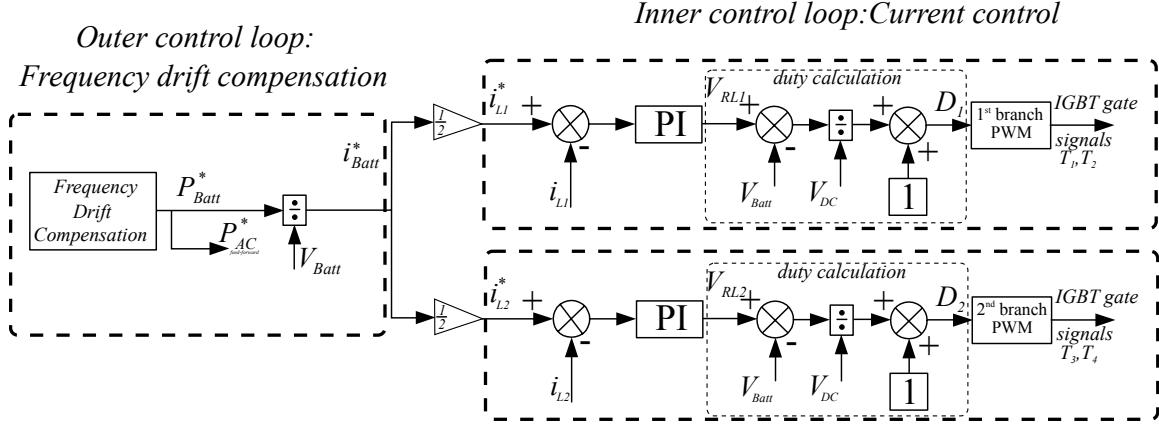 Outer control loop:
Frequency drift compensation
Inner control loop:Current control
Frequency
Drift
Compensation
P*Batt
P*AC
feed-forward
÷
VBatt
i*Batt
1/2
i*L1
+
-
iL1
PI
duty calculation
VRL1
+
-
VBatt
÷
VDC
+
+
1
D1
1st branch
PWM
IGBT gate
signals
T1,T2
1/2
i*L2
+
-
iL2
PI
duty calculation
VRL2
+
-
VBatt
÷
VDC
+
+
1
D2
2nd branch
PWM
IGBT gate
signals
T3,T4